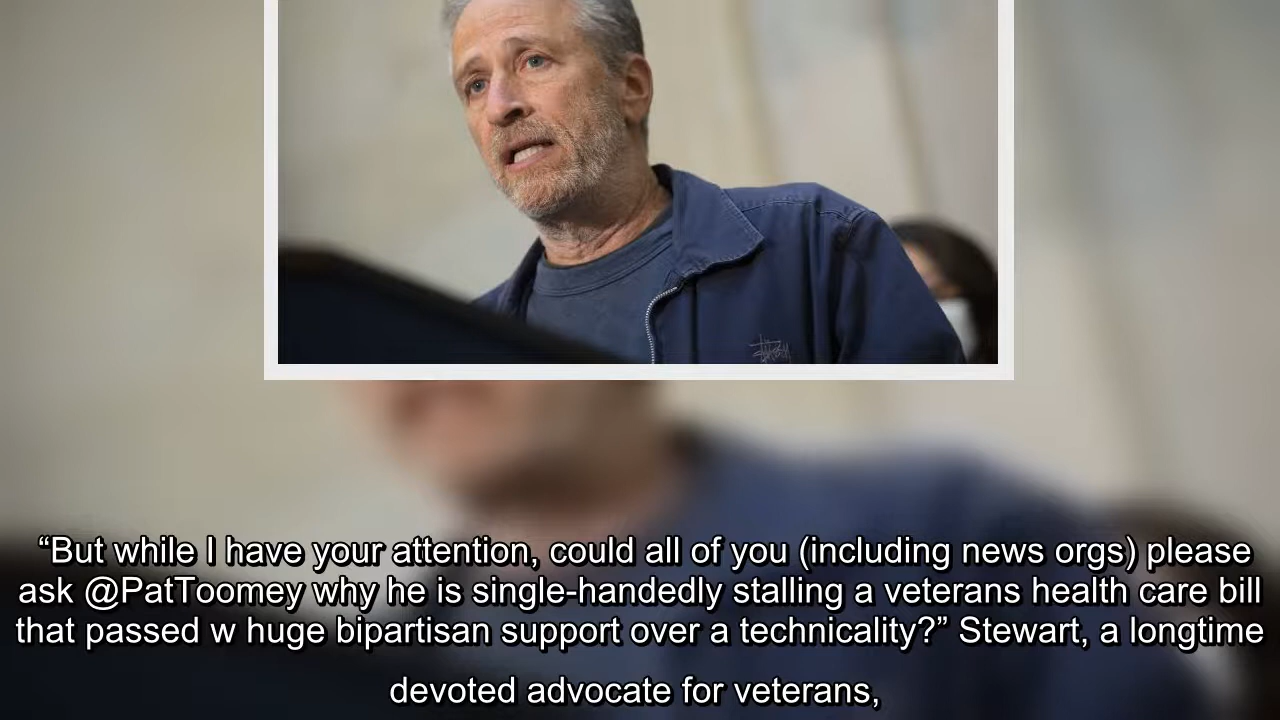 “But while I have your attention, could all of you (including news orgs) please
ask @PatToomey why he is single-handedly stalling a veterans health care bill
that passed w huge bipartisan support over a technicality?” Stewart, a longtime
devoted advocate for veterans,